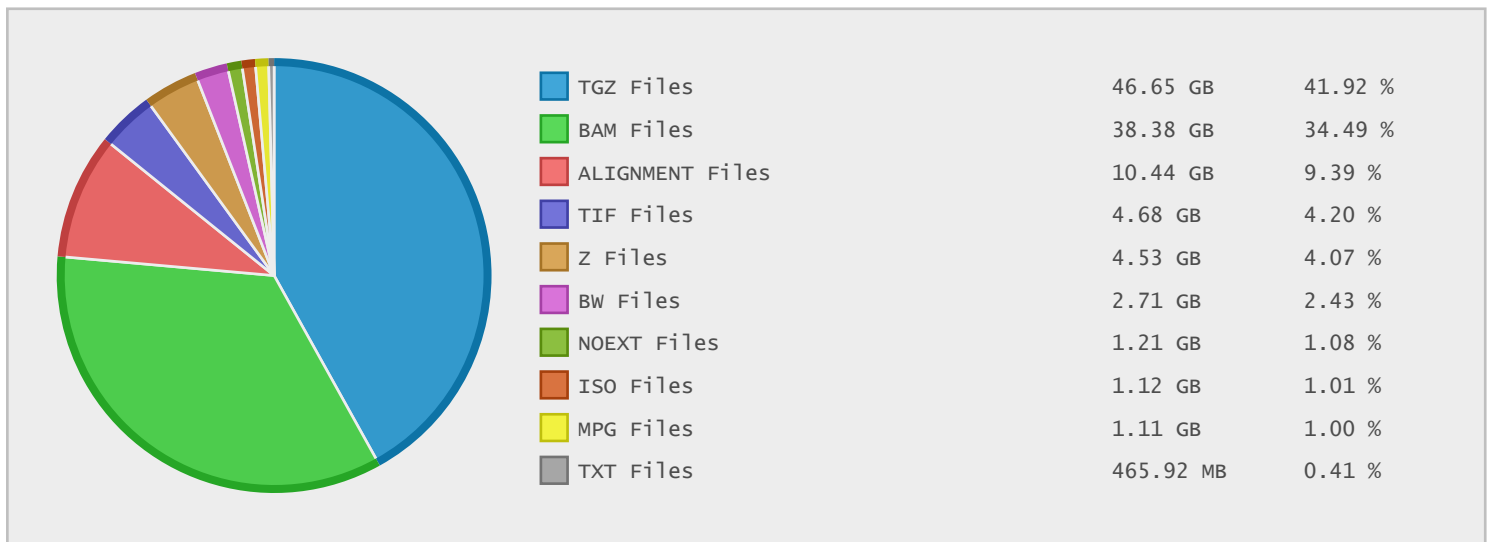 TGZ Files 46.65 GB 41.92 %
BAM Files 38.38 GB 34.49 %
ALIGNMENT Files 10.44 GB 9.39 %
TIF Files 4.68 GB 4.20 %
Z Files 4.53 GB 4.07 %
BW Files 2.71 GB 2.43 %
NOEXT Files 1.21 GB 1.08 %
ISO Files 1.12 GB 1.01 %
MPG Files 1.11 GB 1.00 %
TXT Files 465.92 MB 0.41 %